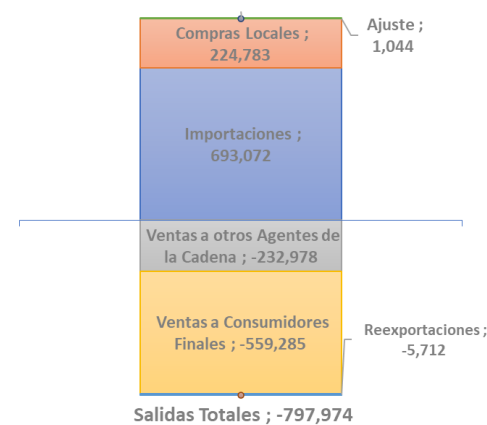 Ajuste ;
1,044
Compras Locales ;
224,783
Importaciones ;
693,072
Ventas a otros Agentes de
la Cadena ; -232,978
Ventas a Consumidores
Finales ; -559,285
Reexportaciones ;
-5,712
Salidas Totales ; -797,974